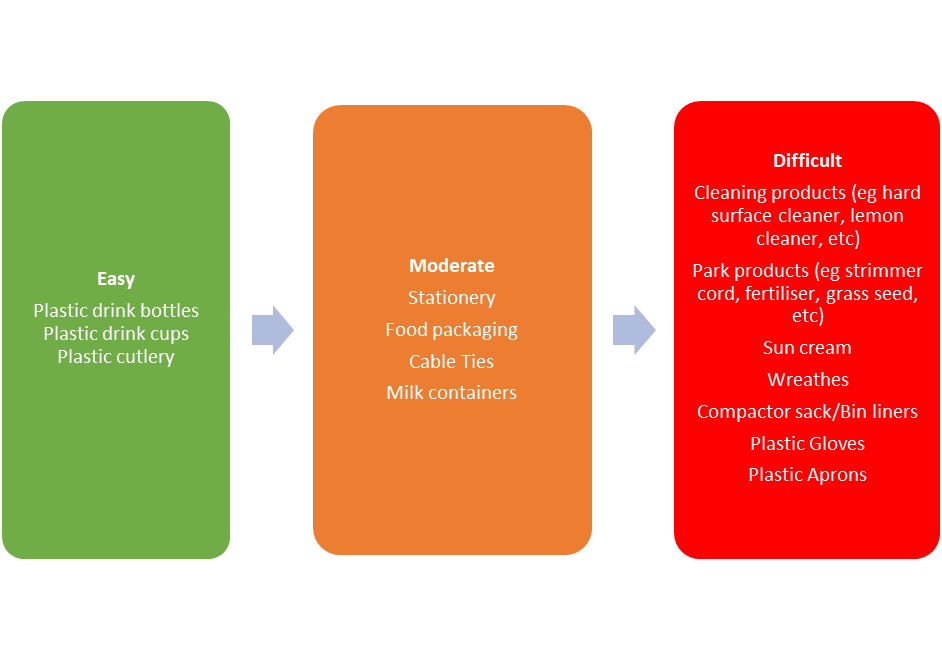 Easy
Plastic drink bottles
Plastic drink cups
Plastic cutlery
Moderate
Stationery
Food packaging
Cable Ties
Milk containers
Difficult
Cleaning products (eg hard
surface cleaner, lemon
cleaner, etc)
Park products (eg strimmer
cord, fertiliser, grass seed,
etc)
Sun cream
Wreathes
Compactor sack/Bin liners
Plastic Gloves
Plastic Aprons